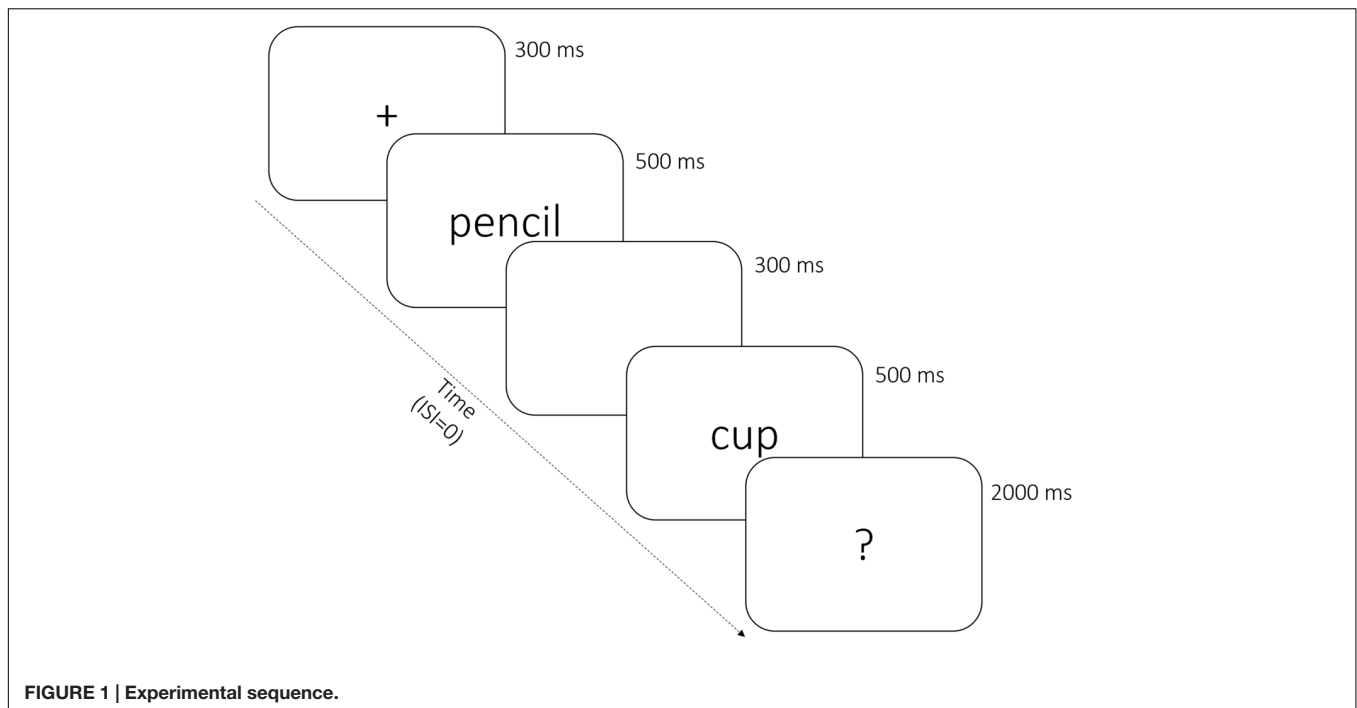 300 ms
+
500 ms
pencil
300 ms
500 ms
cup
Time
(ISI=0)
2000 ms
?
FIGURE 1 | Experimental sequence.